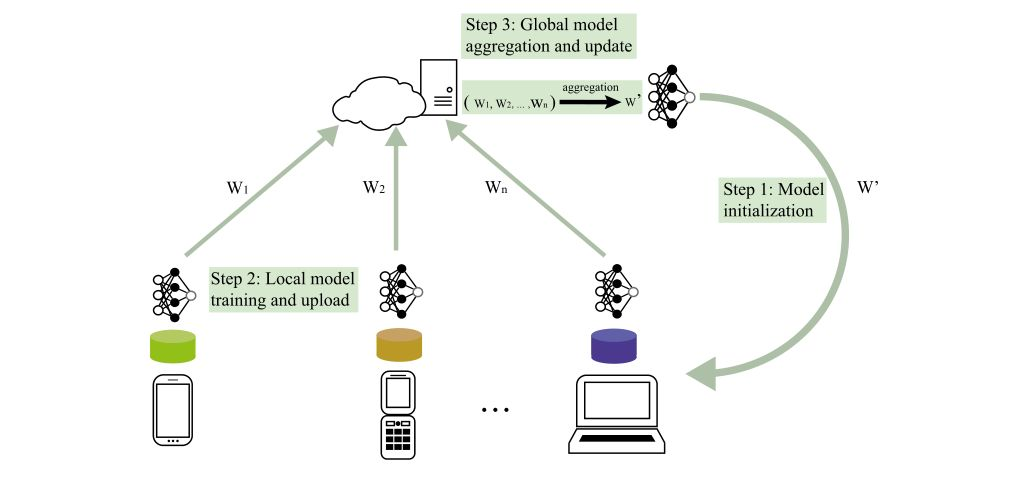 Step 3: Global model
aggregation and update
aggregation
( W1, W2, ... ,Wn ) W’
W1
W2
Wn
Step 1: Model
initialization
W’
Step 2: Local model
training and upload
...